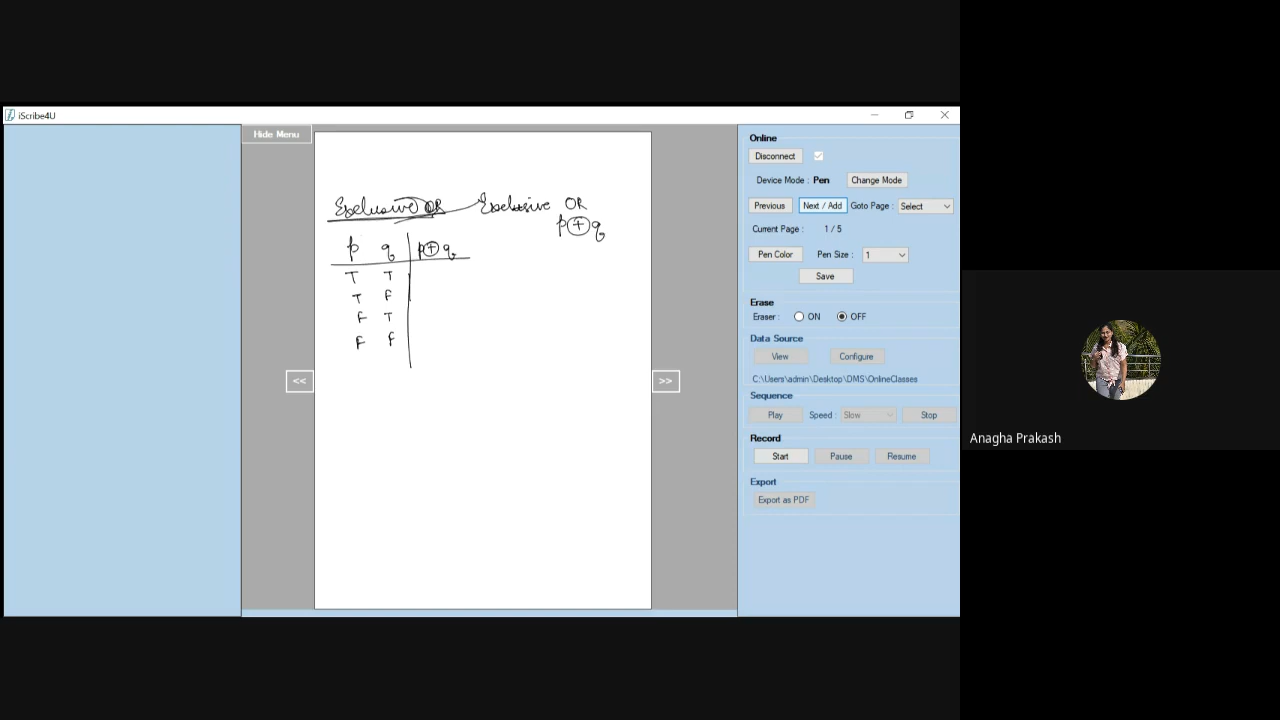 iScribe4U
Hide Menu
Exclusive OR Exclusive OR
p⊕q
p q p⊕q
T T
T F
F T
F F
<<
>>
Online
Disconnect
Device Mode : Pen Change Mode
Previous Next / Add Goto Page : Select
Current Page : 1 / 5
Pen Color Pen Size : 1
Save
Erase
Eraser : ON OFF
Data Source
View Configure
C:\Users\admin\Desktop\DMS\OnlineClasses
Sequence
Play Speed : Slow Stop
Record
Start Pause Resume
Export
Export as PDF
Anagha Prakash